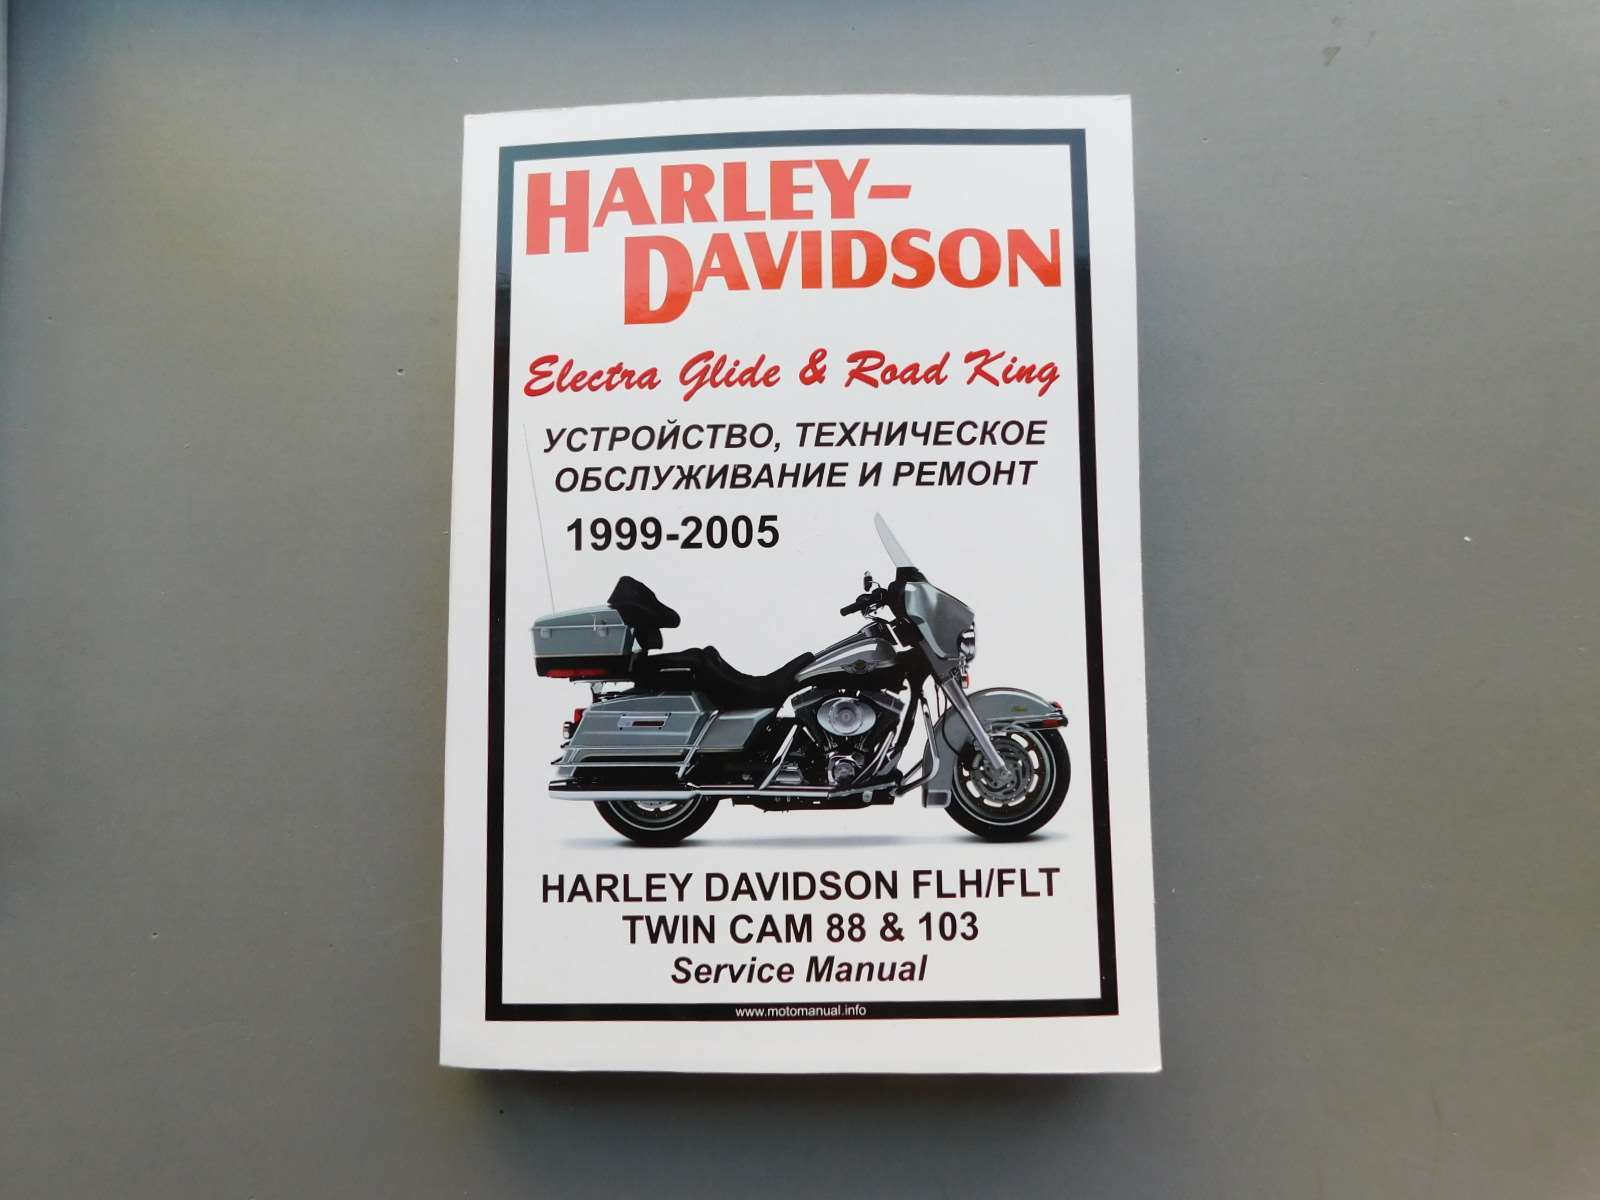 HARLEY-
DAVIDSON
Electra Glide & Road King
УСТРОЙСТВО, ТЕХНИЧЕСКОЕ
ОБСЛУЖИВАНИЕ И РЕМОНТ
1999-2005
HARLEY DAVIDSON FLH/FLT
TWIN CAM 88 & 103
Service Manual
www.motomanual.info